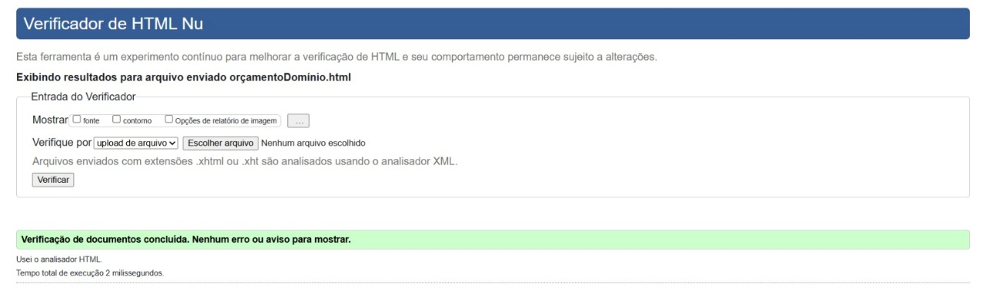 Verificador de HTML Nu
Esta ferramenta é um experimento contínuo para melhorar a verificação de HTML e seu comportamento permanece sujeito a alterações.
Exibindo resultados para arquivo enviado orçamentoDomínio.html
Entrada do Verificador
Mostrar fonte contorno Opções de relatório de imagem ...
Verifique por upload de arquivo Escolher arquivo Nenhum arquivo escolhido
Arquivos enviados com extensões .xhtml ou .xht são analisados usando o analisador XML.
Verificar
Verificação de documentos concluída. Nenhum erro ou aviso para mostrar.
Usei o analisador HTML.
Tempo total de execução 2 milissegundos.